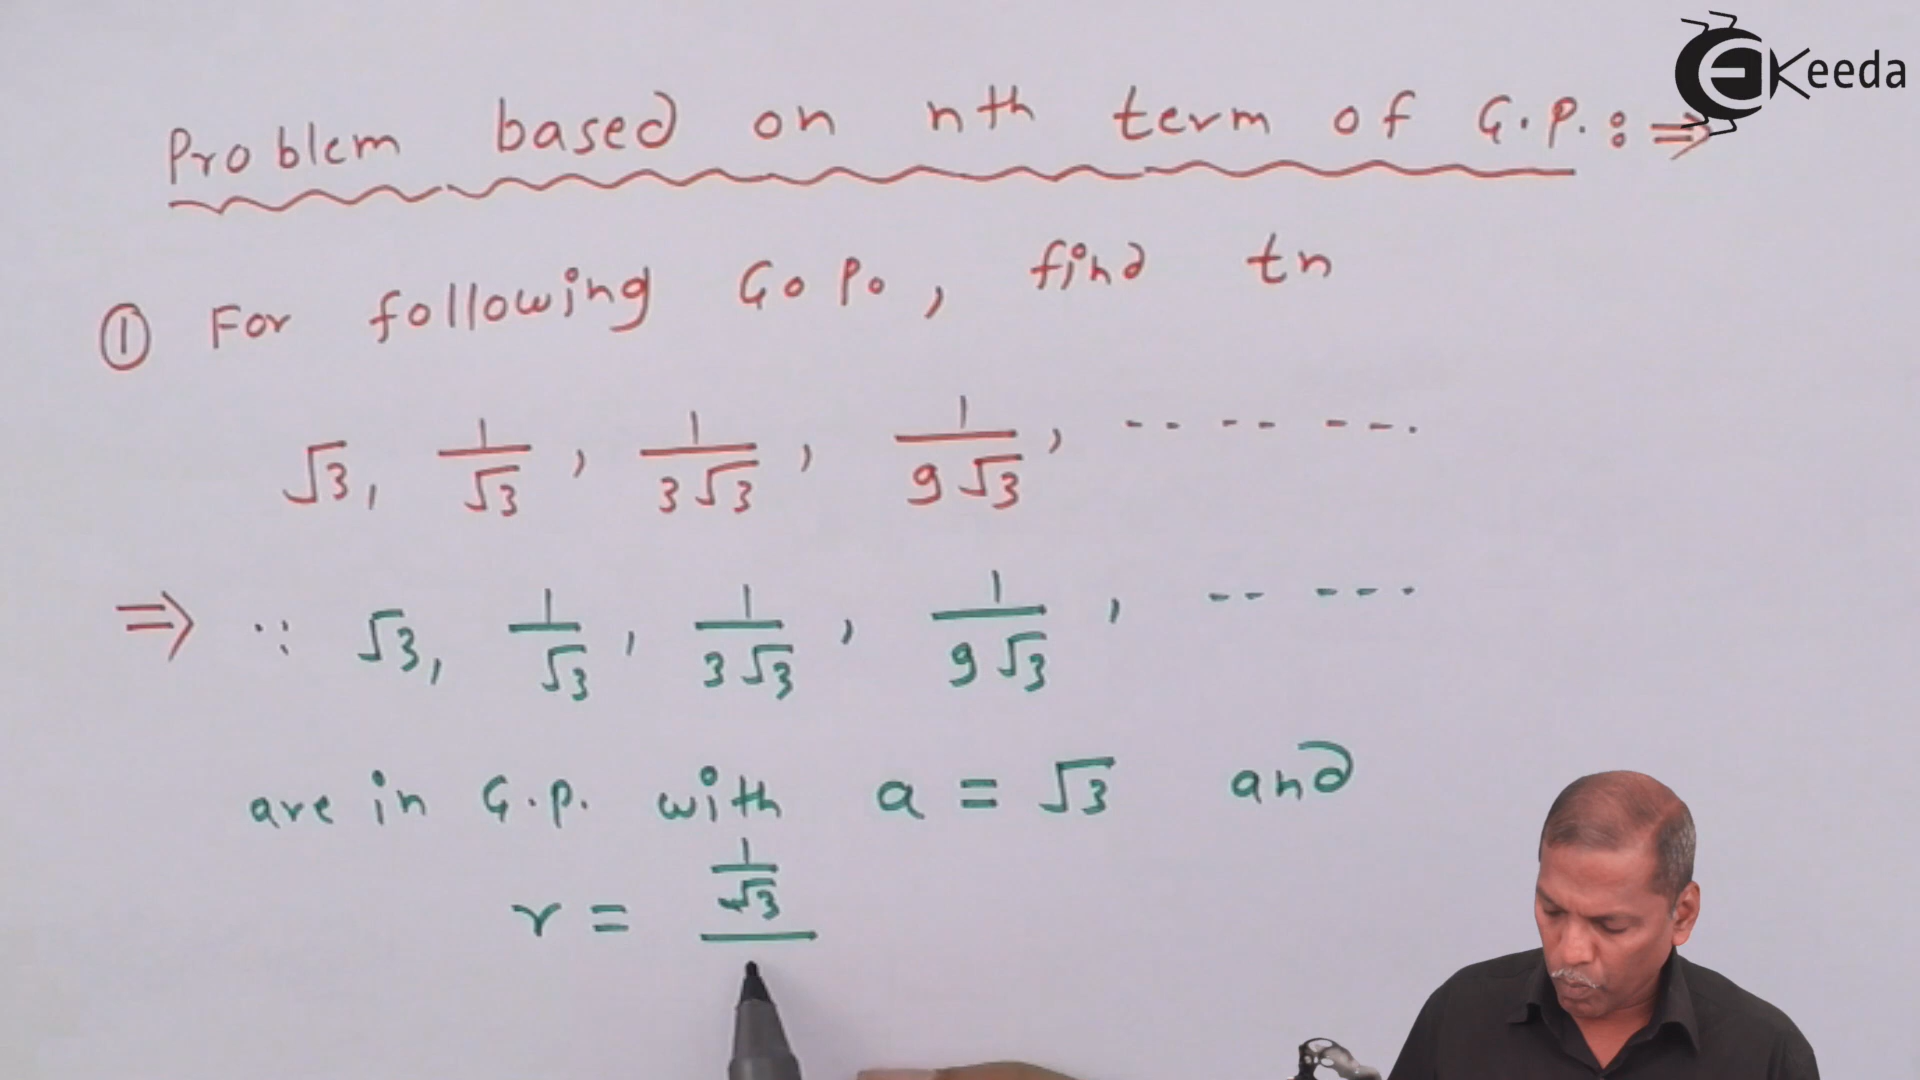 EKeeda
Problem based on nth term of G.P. : ⇒
① For following G.P., find tn
√3, 1/√3, 1/3√3, 1/9√3, -- -- ---.
⇒ ∵ √3, 1/√3, 1/3√3, 1/9√3, -- ---.
are in G.P. with a = √3 and
r = 1/√3 /